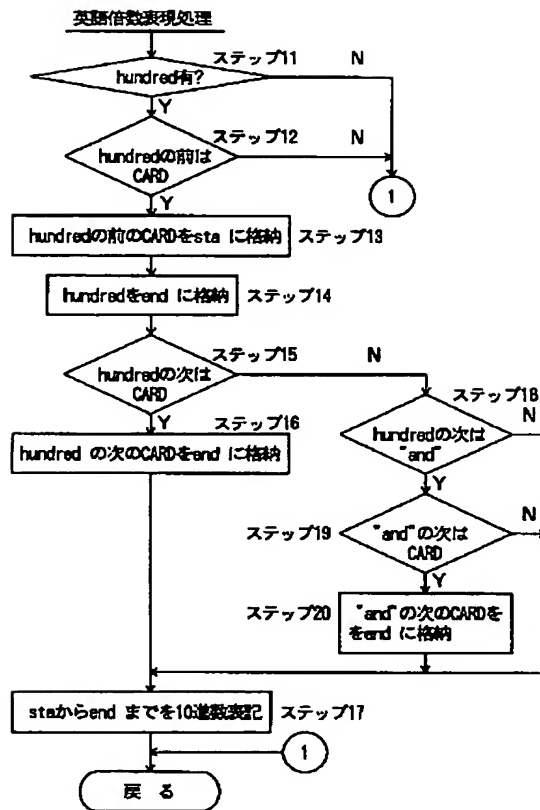 英語倍数表現処理
ステップ11
N
hundred有?
Y
ステップ12
N
hundredの前は
CARD
1
Y
hundredの前のCARDをsta に格納
ステップ13
hundredをend に格納
ステップ14
ステップ15
N
hundredの次は
CARD
ステップ18
Y
ステップ16
N
hundredの次は
"and"
hundred の次のCARDをend に格納
Y
N
ステップ19
"and"の次は
CARD
Y
ステップ20
"and"の次のCARDを
をend に格納
staからend までを10進数表記
ステップ17
1
戻 る